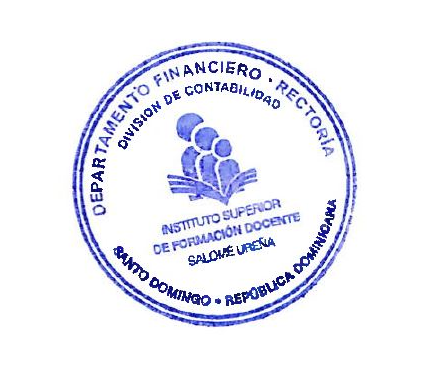 DEPARTAMENTO FINANCIERO · RECTORÍA
DIVISION DE CONTABILIDAD
INSTITUTO SUPERIOR
DE FORMACIÓN DOCENTE
SALOMÉ UREÑA
SANTO DOMINGO • REPÚBLICA DOMINICANA